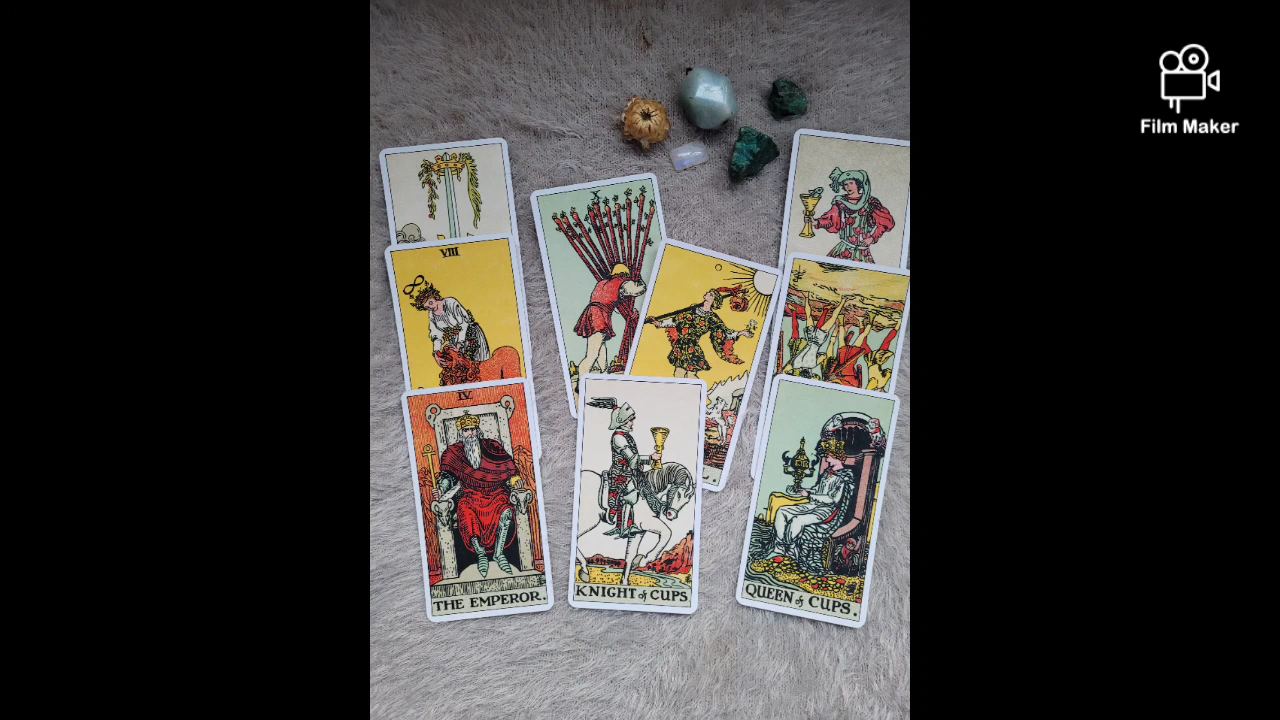 Film Maker
X
VIII
IV.
THE EMPEROR.
KNIGHT of CUPS.
QUEEN of CUPS.